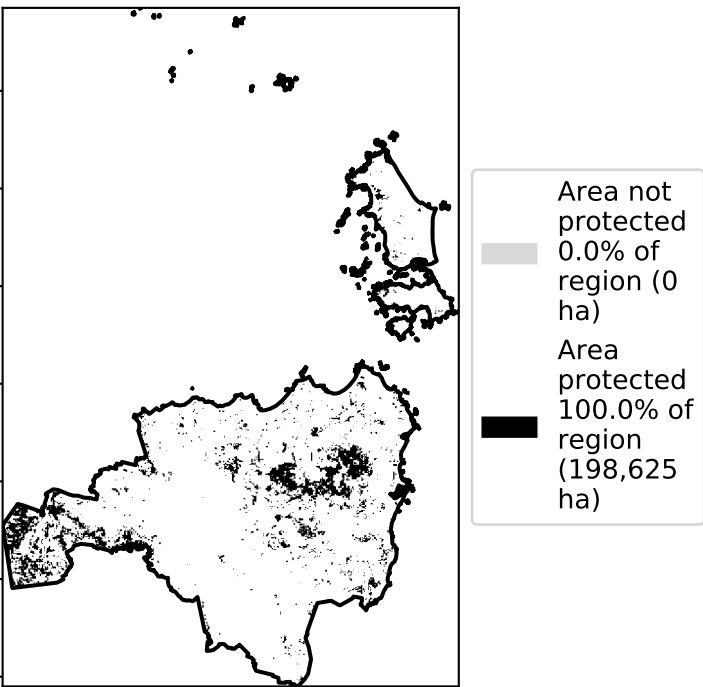 Area not
protected
0.0% of
region (0
ha)
Area
protected
100.0% of
region
(198,625
ha)